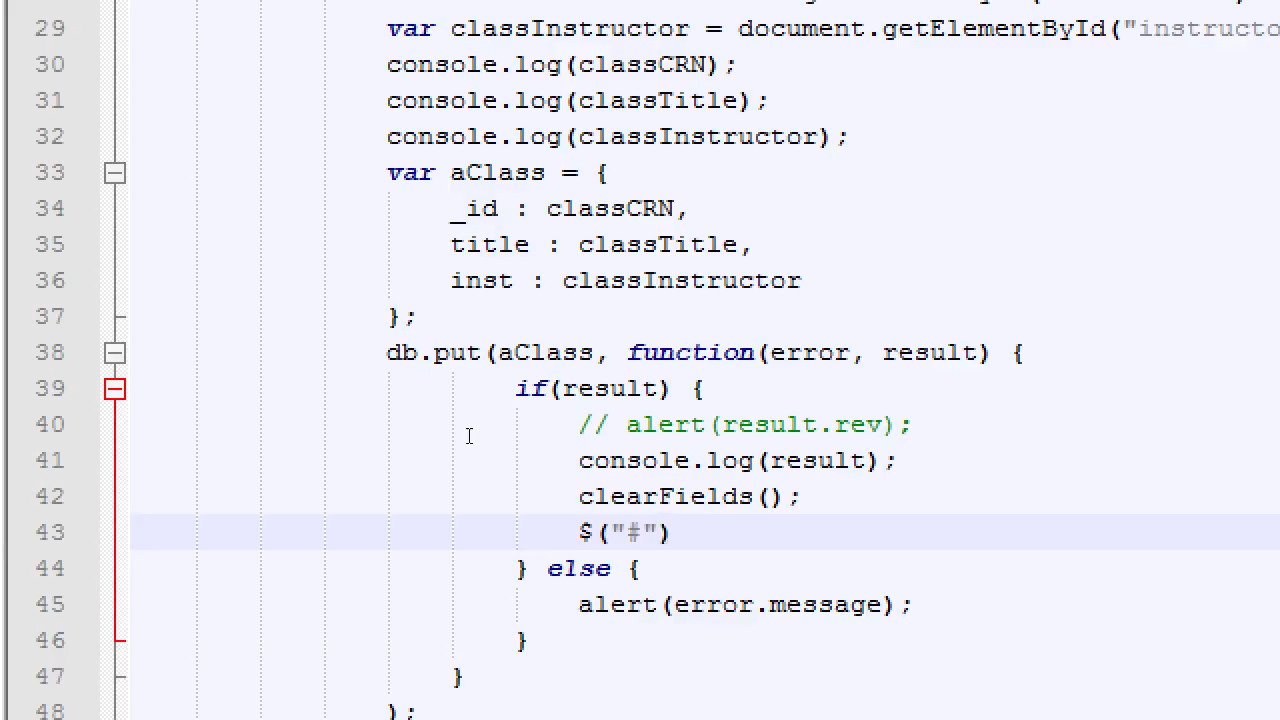 29 var classInstructor = document.getElementById("instructo
30 console.log(classCRN);
31 console.log(classTitle);
32 console.log(classInstructor);
33 var aClass = {
34 _id : classCRN,
35 title : classTitle,
36 inst : classInstructor
37 };
38 db.put(aClass, function(error, result) {
39 if(result) {
40 // alert(result.rev);
41 console.log(result);
42 clearFields();
43 $("#")
44 } else {
45 alert(error.message);
46 }
47 }
48 );